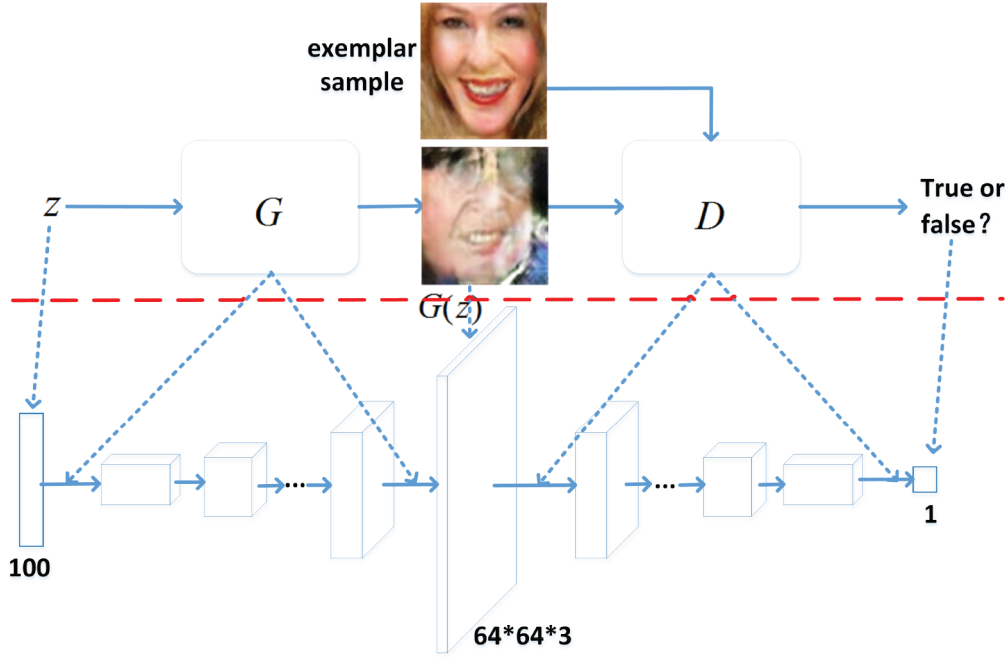 exemplar
sample
z
G
D
True or
false?
G(z)
...
...
100
1
64*64*3